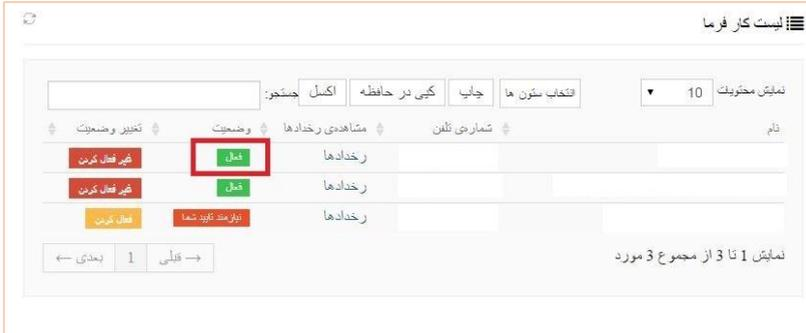 لیست کار فرما
نمایش محتویات 10 انتخاب ستون ها چاپ کپی در حافظه اکسل جستجو:
نام شماره‌ی تلفن مشاهده‌ی رخدادها وضعیت تغییر وضعیت
رخدادها فعال غیر فعال کردن
رخدادها فعال غیر فعال کردن
رخدادها نیازمند تایید شما فعال کردن
نمایش 1 تا 3 از مجموع 3 مورد
→ قبلی 1 بعدی ←